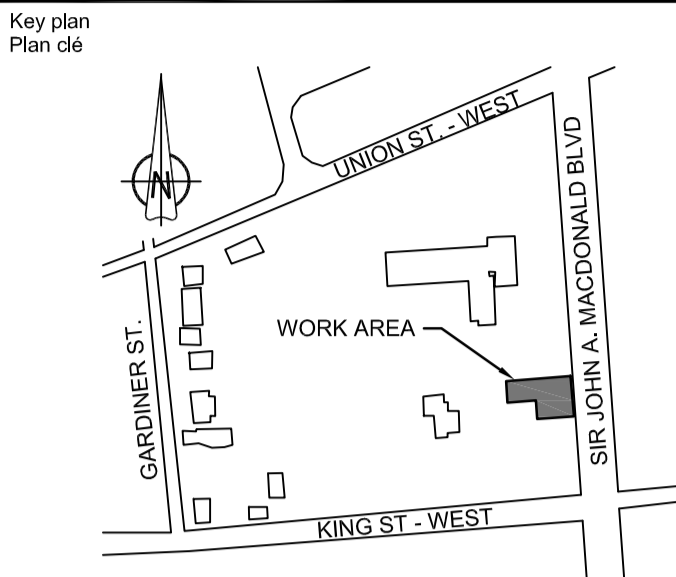 Key plan
Plan clé
N
UNION ST. - WEST
SIR JOHN A. MACDONALD BLVD
WORK AREA
GARDINER ST.
KING ST - WEST